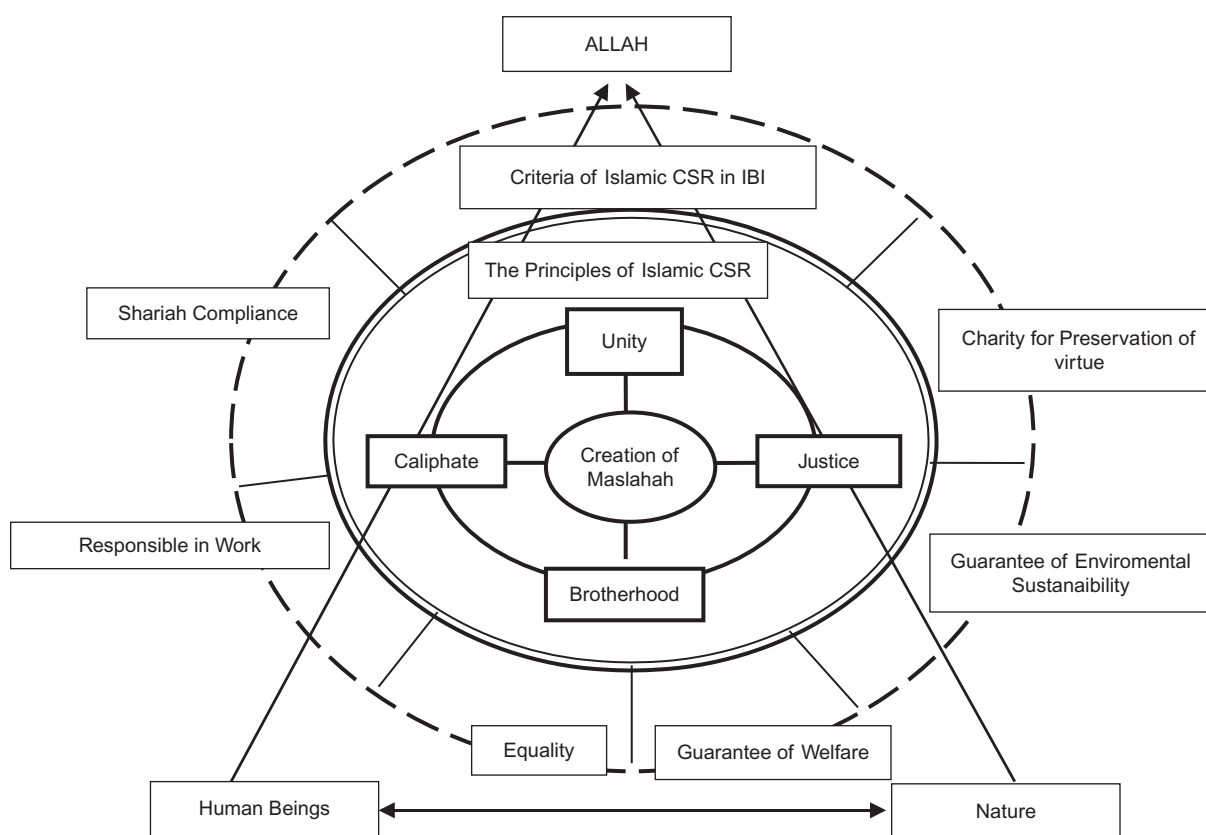 ALLAH
Criteria of Islamic CSR in IBI
The Principles of Islamic CSR
Shariah Compliance
Unity
Charity for Preservation of
virtue
Caliphate
Creation of
Maslahah
Justice
Responsible in Work
Brotherhood
Guarantee of Enviromental
Sustanaibility
Equality
Guarantee of Welfare
Human Beings
Nature